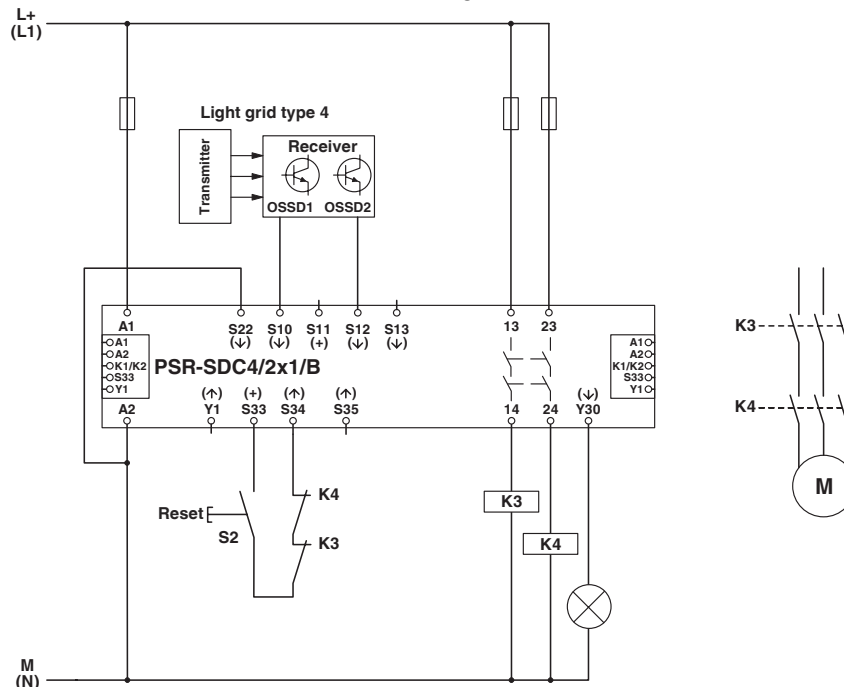 L+
(L1)
Light grid type 4
Transmitter
Receiver
OSSD1 OSSD2
A1 S22 S10 S11 S12 S13 13 23
(↓) (↓) (+) (↓) (↓)
A1
A2
K1/K2
S33
Y1
PSR-SDC4/2x1/B
A1
A2
K1/K2
S33
Y1
(↑) (+) (↑) (↑) (↓)
A2 Y1 S33 S34 S35 14 24 Y30
K3
K4
M
Reset
S2
K4
K3
K3
K4
M
(N)